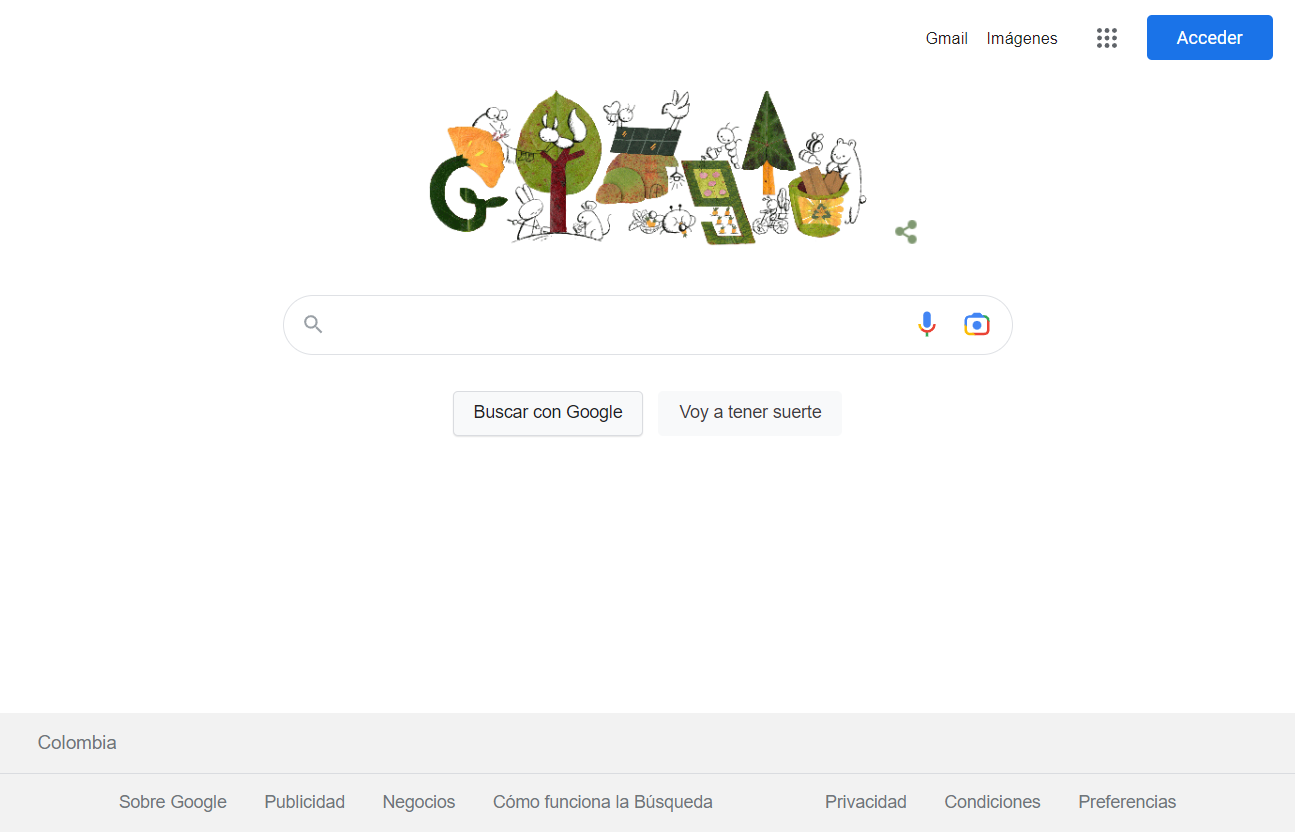 Gmail Imágenes Acceder
Buscar con Google Voy a tener suerte
Colombia
Sobre Google Publicidad Negocios Cómo funciona la Búsqueda Privacidad Condiciones Preferencias